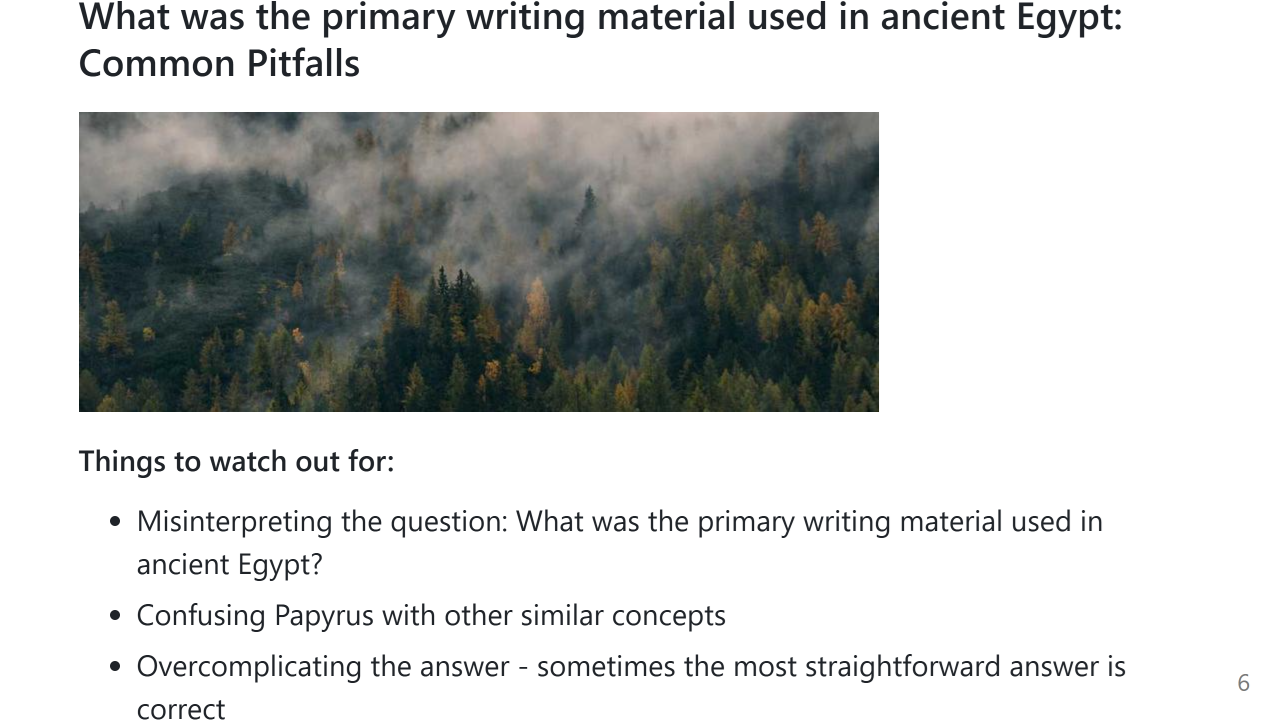 What was the primary writing material used in ancient Egypt:
Common Pitfalls
Things to watch out for:
• Misinterpreting the question: What was the primary writing material used in
ancient Egypt?
• Confusing Papyrus with other similar concepts
• Overcomplicating the answer - sometimes the most straightforward answer is
correct
6